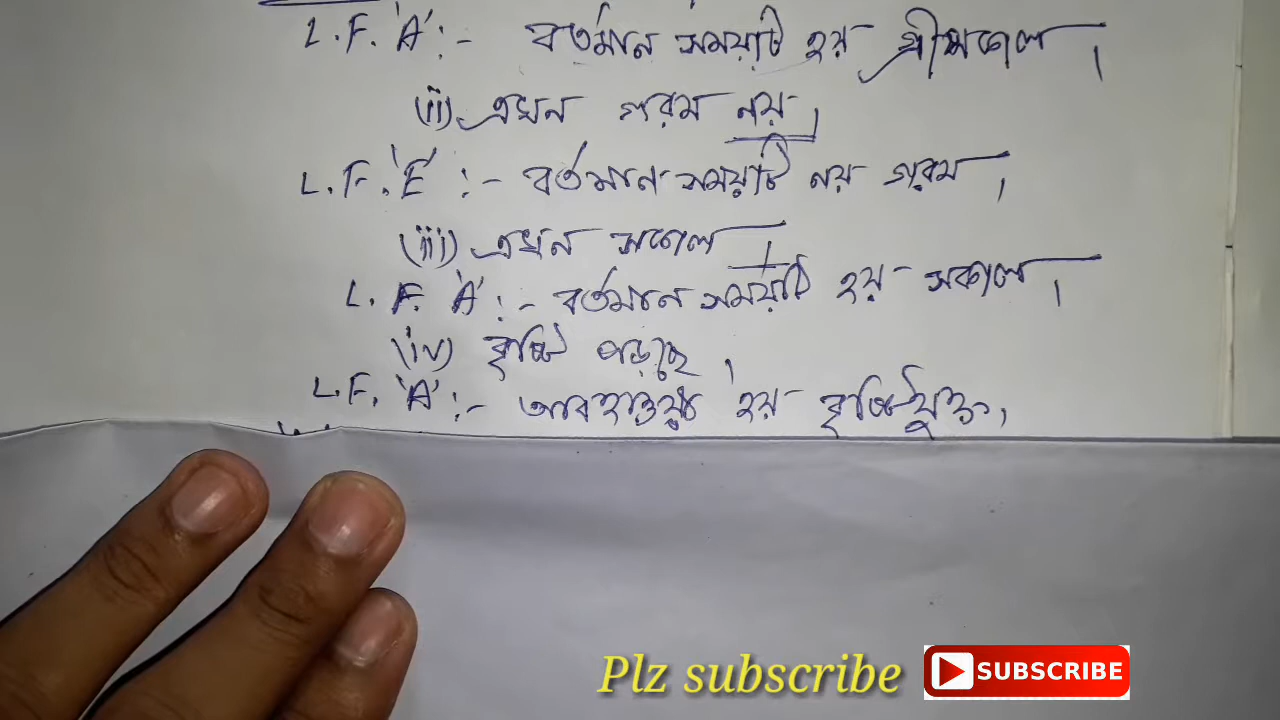 L.F. 'A' :- বর্তমান সময়টি হয় গ্রীষ্মকাল।
(ii) এখন গরম নয়।
L.F. 'E' :- বর্তমান সময়টি নয় গরম।
(iii) এখন সকাল।
L.F. 'A' :- বর্তমান সময়টি হয় সকাল।
(iv) বৃষ্টি পড়ছে।
L.F. 'A' :- আবহাওয়াটি হয় বৃষ্টিযুক্ত।
Plz subscribe
SUBSCRIBE